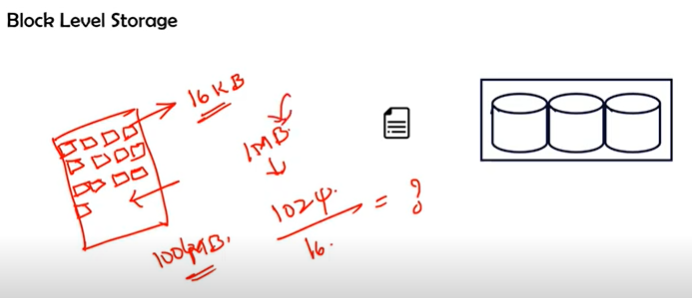 Block Level Storage
16KB
1MB
1024
16
= ?
100MB